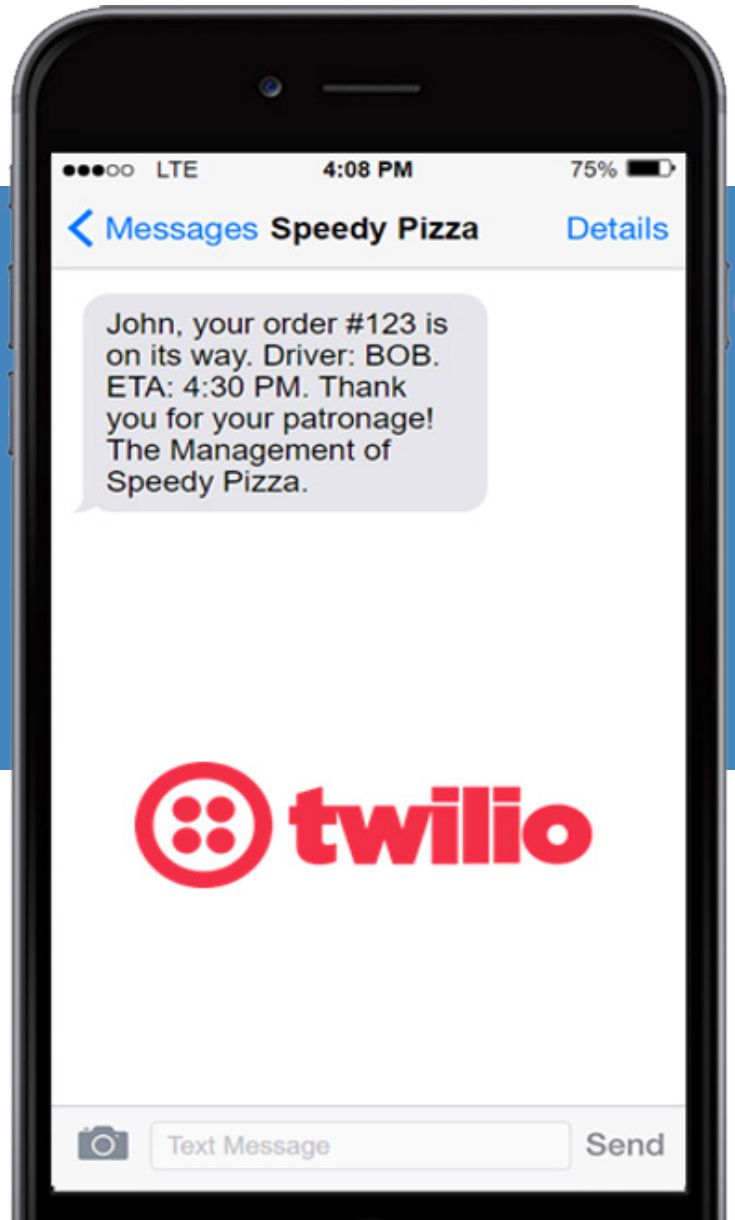 LTE 4:08 PM 75%
Messages Speedy Pizza Details
John, your order #123 is
on its way. Driver: BOB.
ETA: 4:30 PM. Thank
you for your patronage!
The Management of
Speedy Pizza.
twilio
Text Message Send